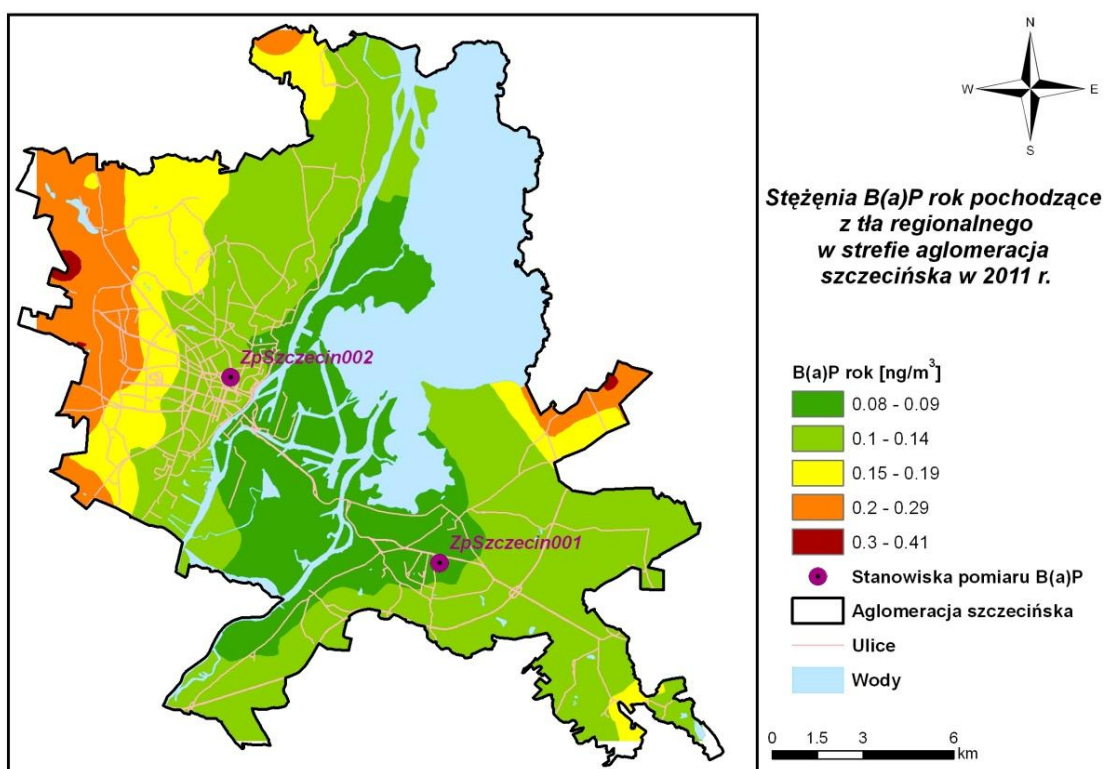 N
W E
S
Stężęnia B(a)P rok pochodzące
z tła regionalnego
w strefie aglomeracja
szczecińska w 2011 r.
ZpSzczecin002
ZpSzczecin001
B(a)P rok [ng/m³]
0.08 - 0.09
0.1 - 0.14
0.15 - 0.19
0.2 - 0.29
0.3 - 0.41
Stanowiska pomiaru B(a)P
Aglomeracja szczecińska
Ulice
Wody
0 1.5 3 6
km